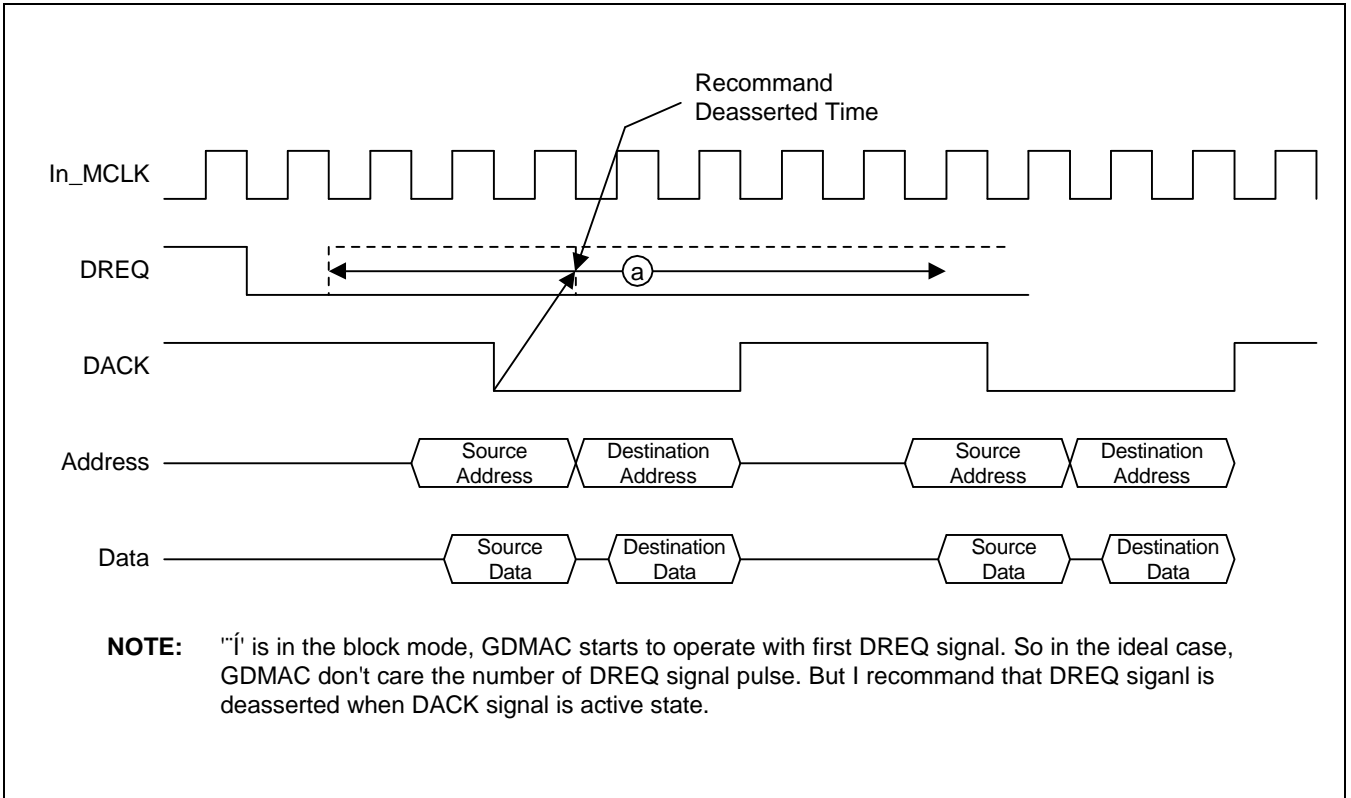 Recommand
Deasserted Time
In_MCLK
DREQ
a
DACK
Address
Source
Address
Destination
Address
Source
Address
Destination
Address
Data
Source
Data
Destination
Data
Source
Data
Destination
Data
NOTE: '¨Í' is in the block mode, GDMAC starts to operate with first DREQ signal. So in the ideal case,
GDMAC don't care the number of DREQ signal pulse. But I recommand that DREQ siganl is
deasserted when DACK signal is active state.